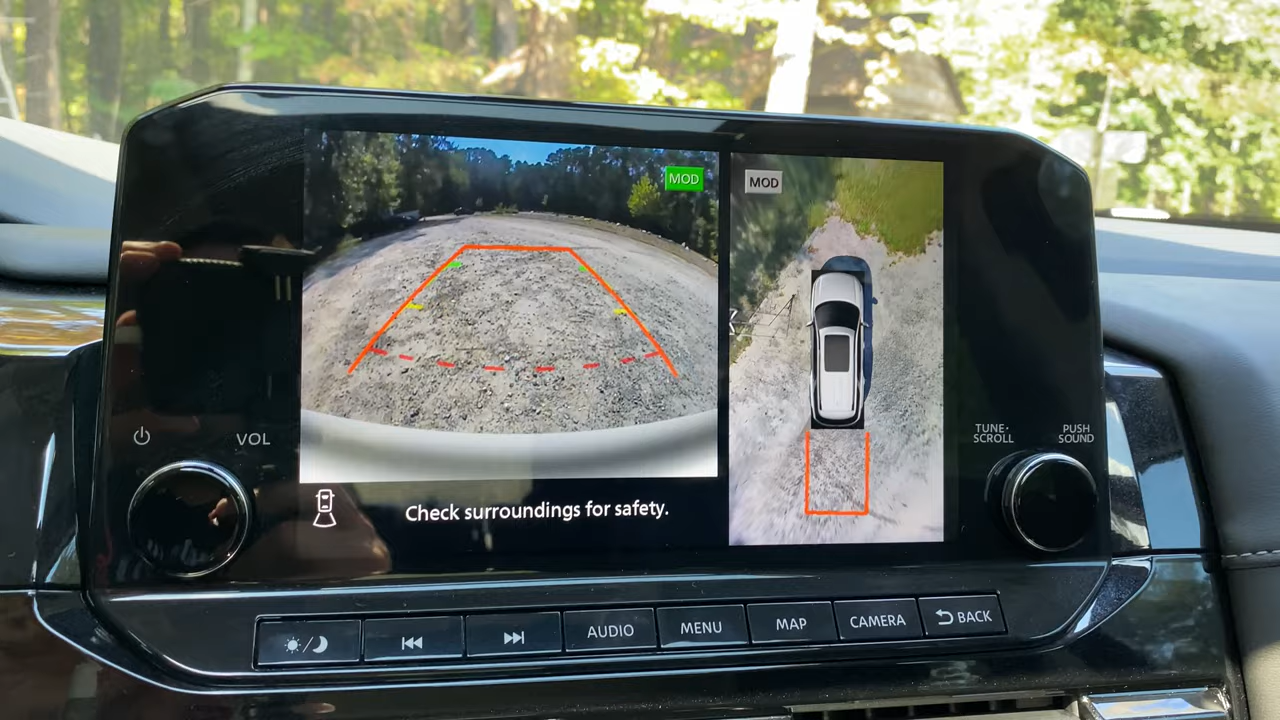 MOD
MOD
VOL
TUNE·
SCROLL
PUSH
SOUND
Check surroundings for safety.
AUDIO
MENU
MAP
CAMERA
BACK